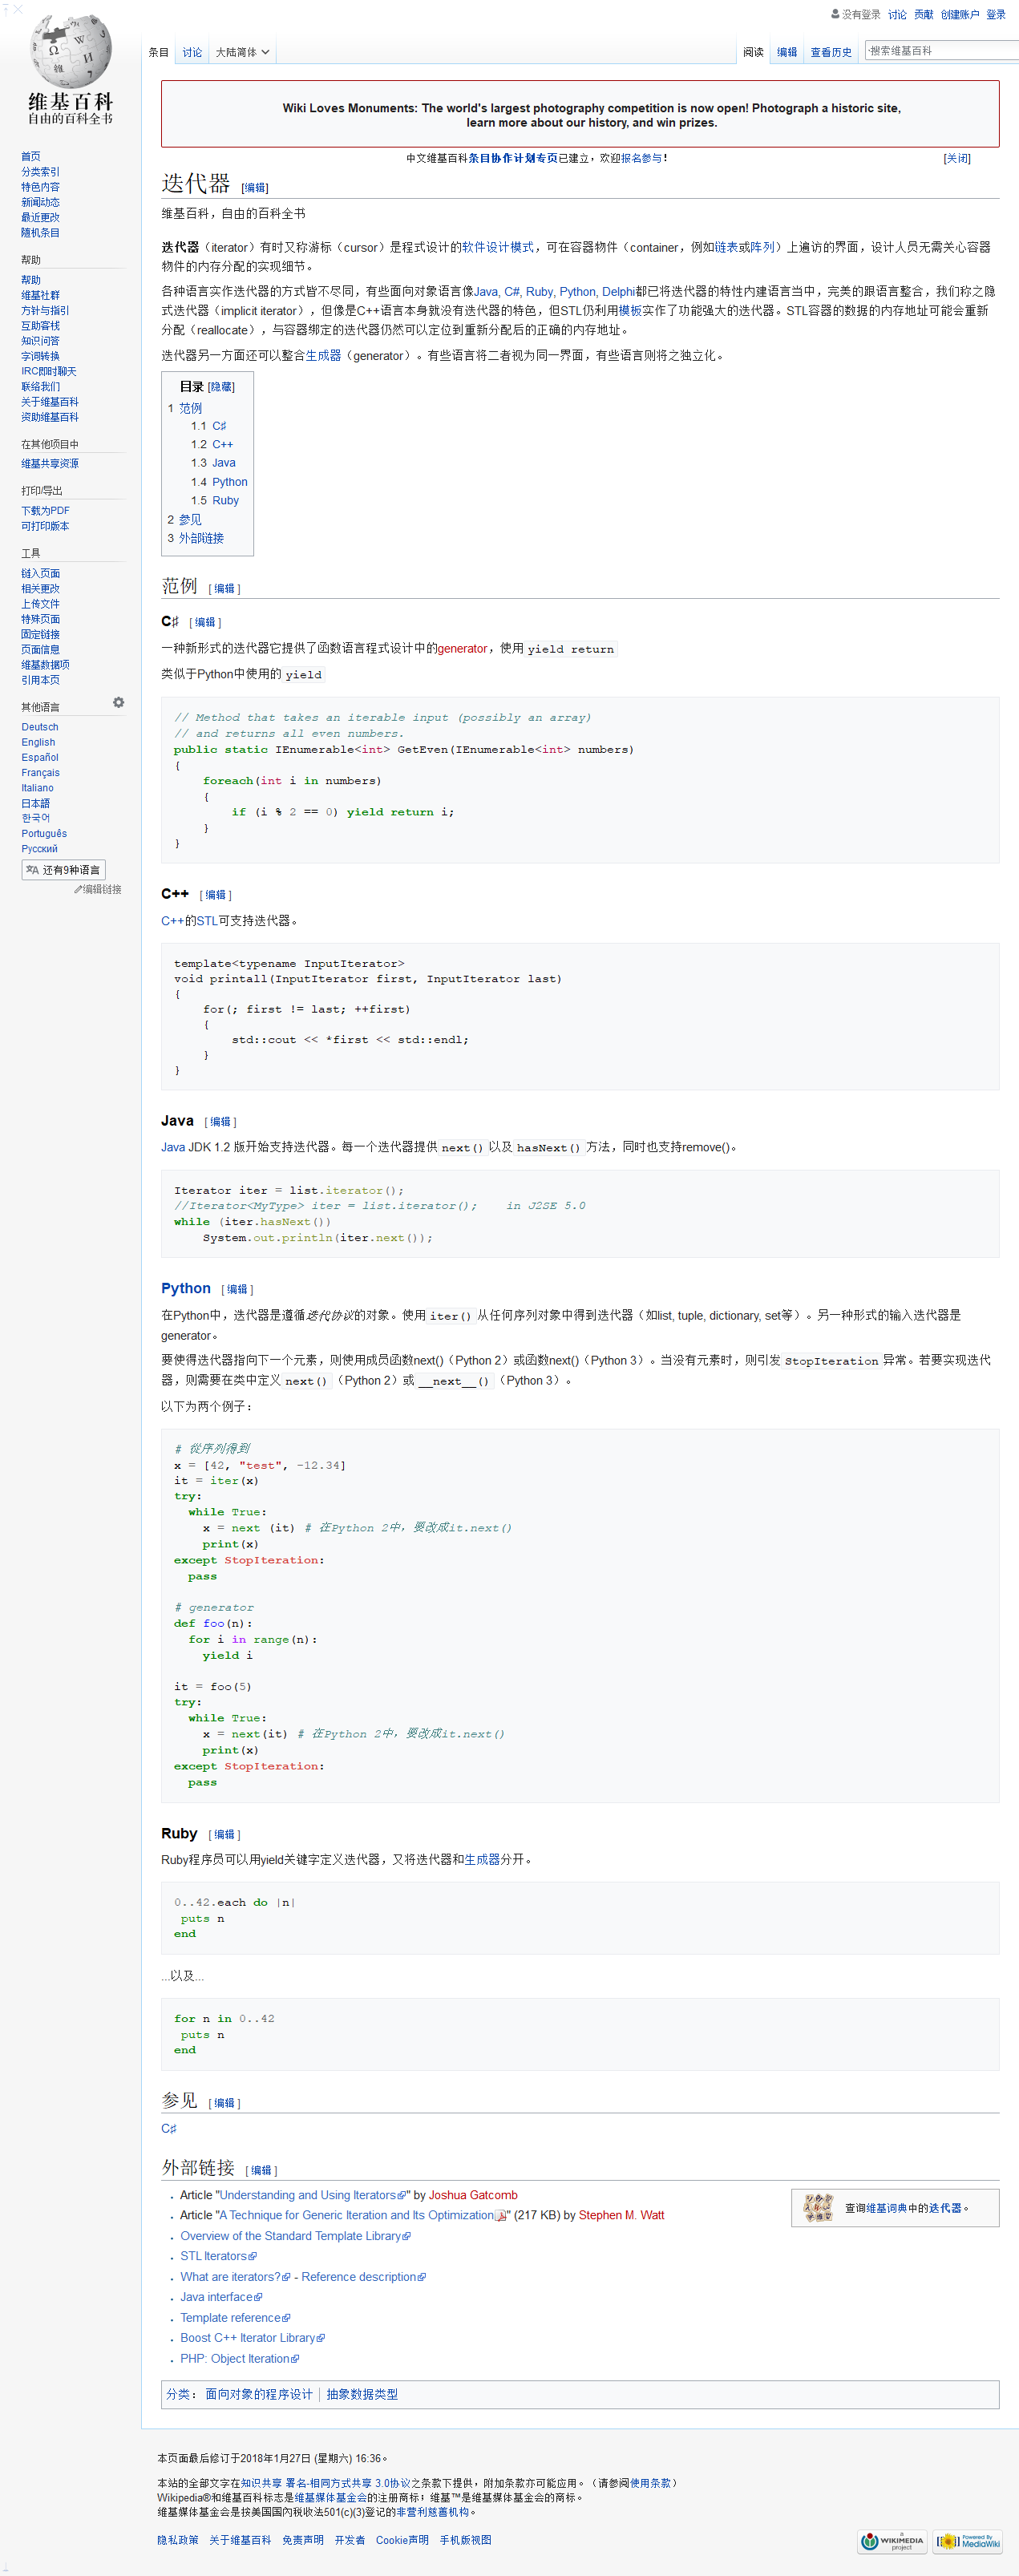 没有登录 讨论 贡献 创建账户 登录
条目 讨论 大陆简体 阅读 编辑 查看历史 搜索维基百科
维基百科
自由的百科全书
首页
分类索引
特色内容
新闻动态
最近更改
随机条目
帮助
帮助
维基社群
方针与指引
互助客栈
知识问答
字词转换
IRC即时聊天
联络我们
关于维基百科
资助维基百科
在其他项目中
维基共享资源
打印/导出
下载为PDF
可打印版本
工具
链入页面
相关更改
上传文件
特殊页面
固定链接
页面信息
维基数据项
引用本页
其他语言
Deutsch
English
Español
Français
Italiano
日本語
한국어
Português
Русский
还有9种语言
编辑链接
Wiki Loves Monuments: The world's largest photography competition is now open! Photograph a historic site,
learn more about our history, and win prizes.
中文维基百科条目协作计划专页已建立，欢迎报名参与！ [关闭]
迭代器 [编辑]
维基百科，自由的百科全书
迭代器（iterator）有时又称游标（cursor）是程式设计的软件设计模式，可在容器物件（container，例如链表或阵列）上遍访的界面，设计人员无需关心容器
物件的内存分配的实现细节。
各种语言实作迭代器的方式皆不尽同，有些面向对象语言像Java, C#, Ruby, Python, Delphi都已将迭代器的特性内建语言当中，完美的跟语言整合，我们称之隐
式迭代器（implicit iterator），但像是C++语言本身就没有迭代器的特色，但STL仍利用模板实作了功能强大的迭代器。STL容器的数据的内存地址可能会重新
分配（reallocate），与容器绑定的迭代器仍然可以定位到重新分配后的正确的内存地址。
迭代器另一方面还可以整合生成器（generator）。有些语言将二者视为同一界面，有些语言则将之独立化。
目录 [隐藏]
1 范例
1.1 C♯
1.2 C++
1.3 Java
1.4 Python
1.5 Ruby
2 参见
3 外部链接
范例 [ 编辑 ]
C♯ [ 编辑 ]
一种新形式的迭代器它提供了函数语言程式设计中的generator，使用 yield return
类似于Python中使用的 yield
// Method that takes an iterable input (possibly an array)
// and returns all even numbers.
public static IEnumerable<int> GetEven(IEnumerable<int> numbers)
{
foreach(int i in numbers)
{
if (i % 2 == 0) yield return i;
}
}
C++ [ 编辑 ]
C++的STL可支持迭代器。
template<typename InputIterator>
void printall(InputIterator first, InputIterator last)
{
for(; first != last; ++first)
{
std::cout << *first << std::endl;
}
}
Java [ 编辑 ]
Java JDK 1.2 版开始支持迭代器。每一个迭代器提供 next() 以及 hasNext() 方法，同时也支持remove()。
Iterator iter = list.iterator();
//Iterator<MyType> iter = list.iterator();    in J2SE 5.0
while (iter.hasNext())
System.out.println(iter.next());
Python [ 编辑 ]
在Python中，迭代器是遵循迭代协议的对象。使用 iter() 从任何序列对象中得到迭代器（如list, tuple, dictionary, set等）。另一种形式的输入迭代器是
generator。
要使得迭代器指向下一个元素，则使用成员函数next()（Python 2）或函数next()（Python 3）。当没有元素时，则引发 StopIteration 异常。若要实现迭代
器，则需要在类中定义 next() （Python 2）或 __next__() （Python 3）。
以下为两个例子：
# 從序列得到
x = [42, "test", -12.34]
it = iter(x)
try:
while True:
x = next (it) # 在Python 2中，要改成it.next()
print(x)
except StopIteration:
pass
# generator
def foo(n):
for i in range(n):
yield i
it = foo(5)
try:
while True:
x = next(it) # 在Python 2中，要改成it.next()
print(x)
except StopIteration:
pass
Ruby [ 编辑 ]
Ruby程序员可以用yield关键字定义迭代器，又将迭代器和生成器分开。
0..42.each do |n|
puts n
end
...以及...
for n in 0..42
puts n
end
参见 [ 编辑 ]
C♯
外部链接 [ 编辑 ]
Article "Understanding and Using Iterators" by Joshua Gatcomb
Article "A Technique for Generic Iteration and Its Optimization" (217 KB) by Stephen M. Watt
Overview of the Standard Template Library
STL Iterators
What are iterators? - Reference description
Java interface
Template reference
Boost C++ Iterator Library
PHP: Object Iteration
查询维基词典中的迭代器。
分类： 面向对象的程序设计 | 抽象数据类型
本页面最后修订于2018年1月27日 (星期六) 16:36。
本站的全部文字在知识共享 署名-相同方式共享 3.0协议之条款下提供，附加条款亦可能应用。（请参阅使用条款）
Wikipedia®和维基百科标志是维基媒体基金会的注册商标；维基™是维基媒体基金会的商标。
维基媒体基金会是按美国国內税收法501(c)(3)登记的非营利慈善机构。
隐私政策 关于维基百科 免责声明 开发者 Cookie声明 手机版视图
A WIKIMEDIA project
Powered By MediaWiki